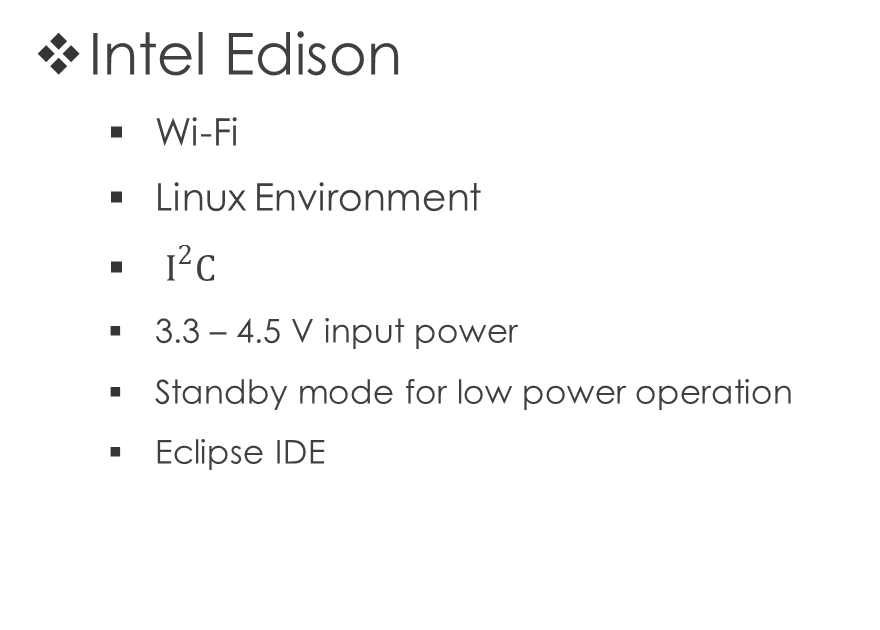 ❖Intel Edison
▪ Wi-Fi
▪ Linux Environment
▪ I²C
▪ 3.3 – 4.5 V input power
▪ Standby mode for low power operation
▪ Eclipse IDE